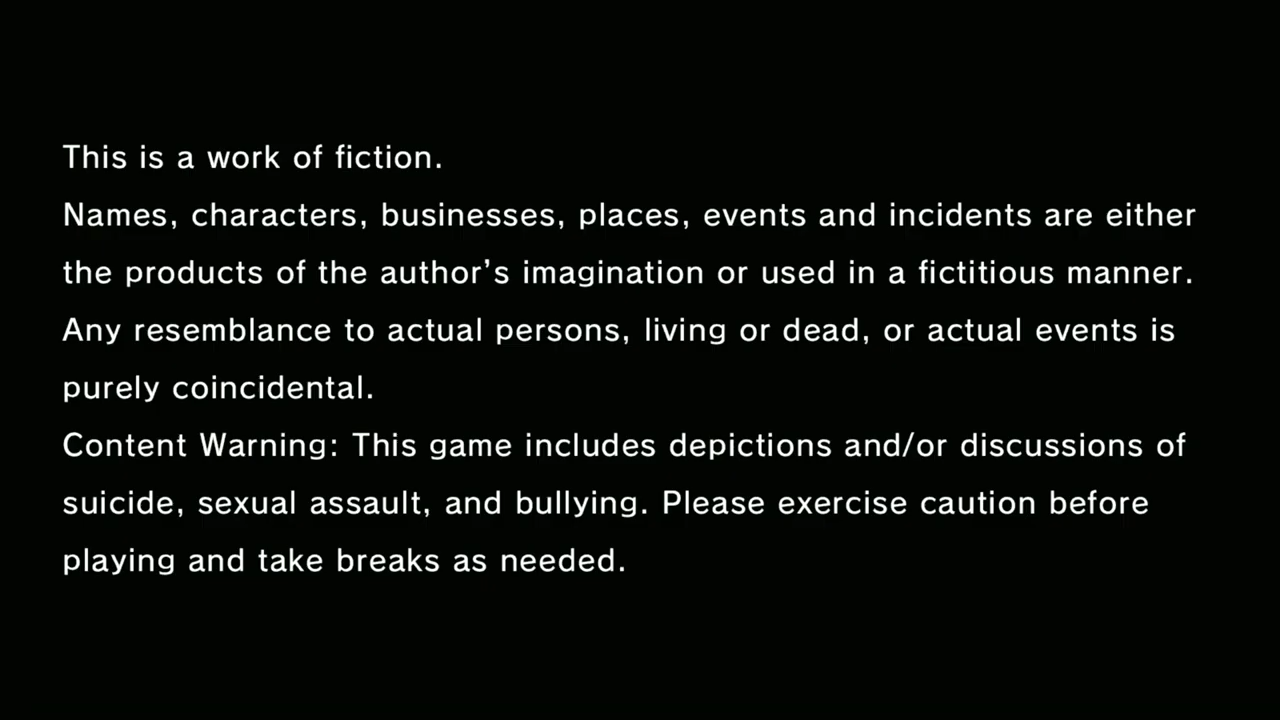 This is a work of fiction.
Names, characters, businesses, places, events and incidents are either
the products of the author’s imagination or used in a fictitious manner.
Any resemblance to actual persons, living or dead, or actual events is
purely coincidental.
Content Warning: This game includes depictions and/or discussions of
suicide, sexual assault, and bullying. Please exercise caution before
playing and take breaks as needed.